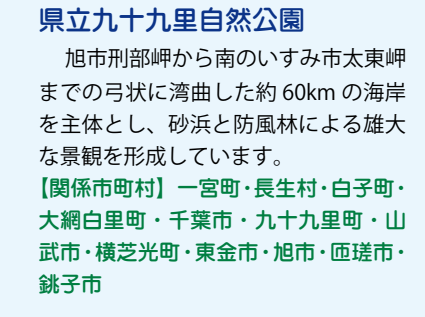 県立九十九里自然公園
旭市刑部岬から南のいすみ市太東岬
までの弓状に湾曲した約 60km の海岸
を主体とし、砂浜と防風林による雄大
な景観を形成しています。
【関係市町村】一宮町・長生村・白子町・
大網白里町・千葉市・九十九里町・山
武市・横芝光町・東金市・旭市・匝瑳市・
銚子市